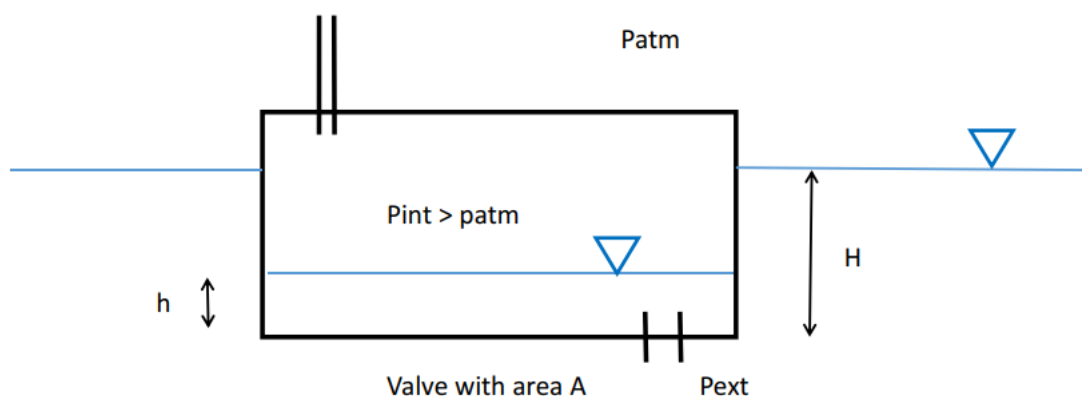 Patm
Pint > patm
H
h
Valve with area A
Pext